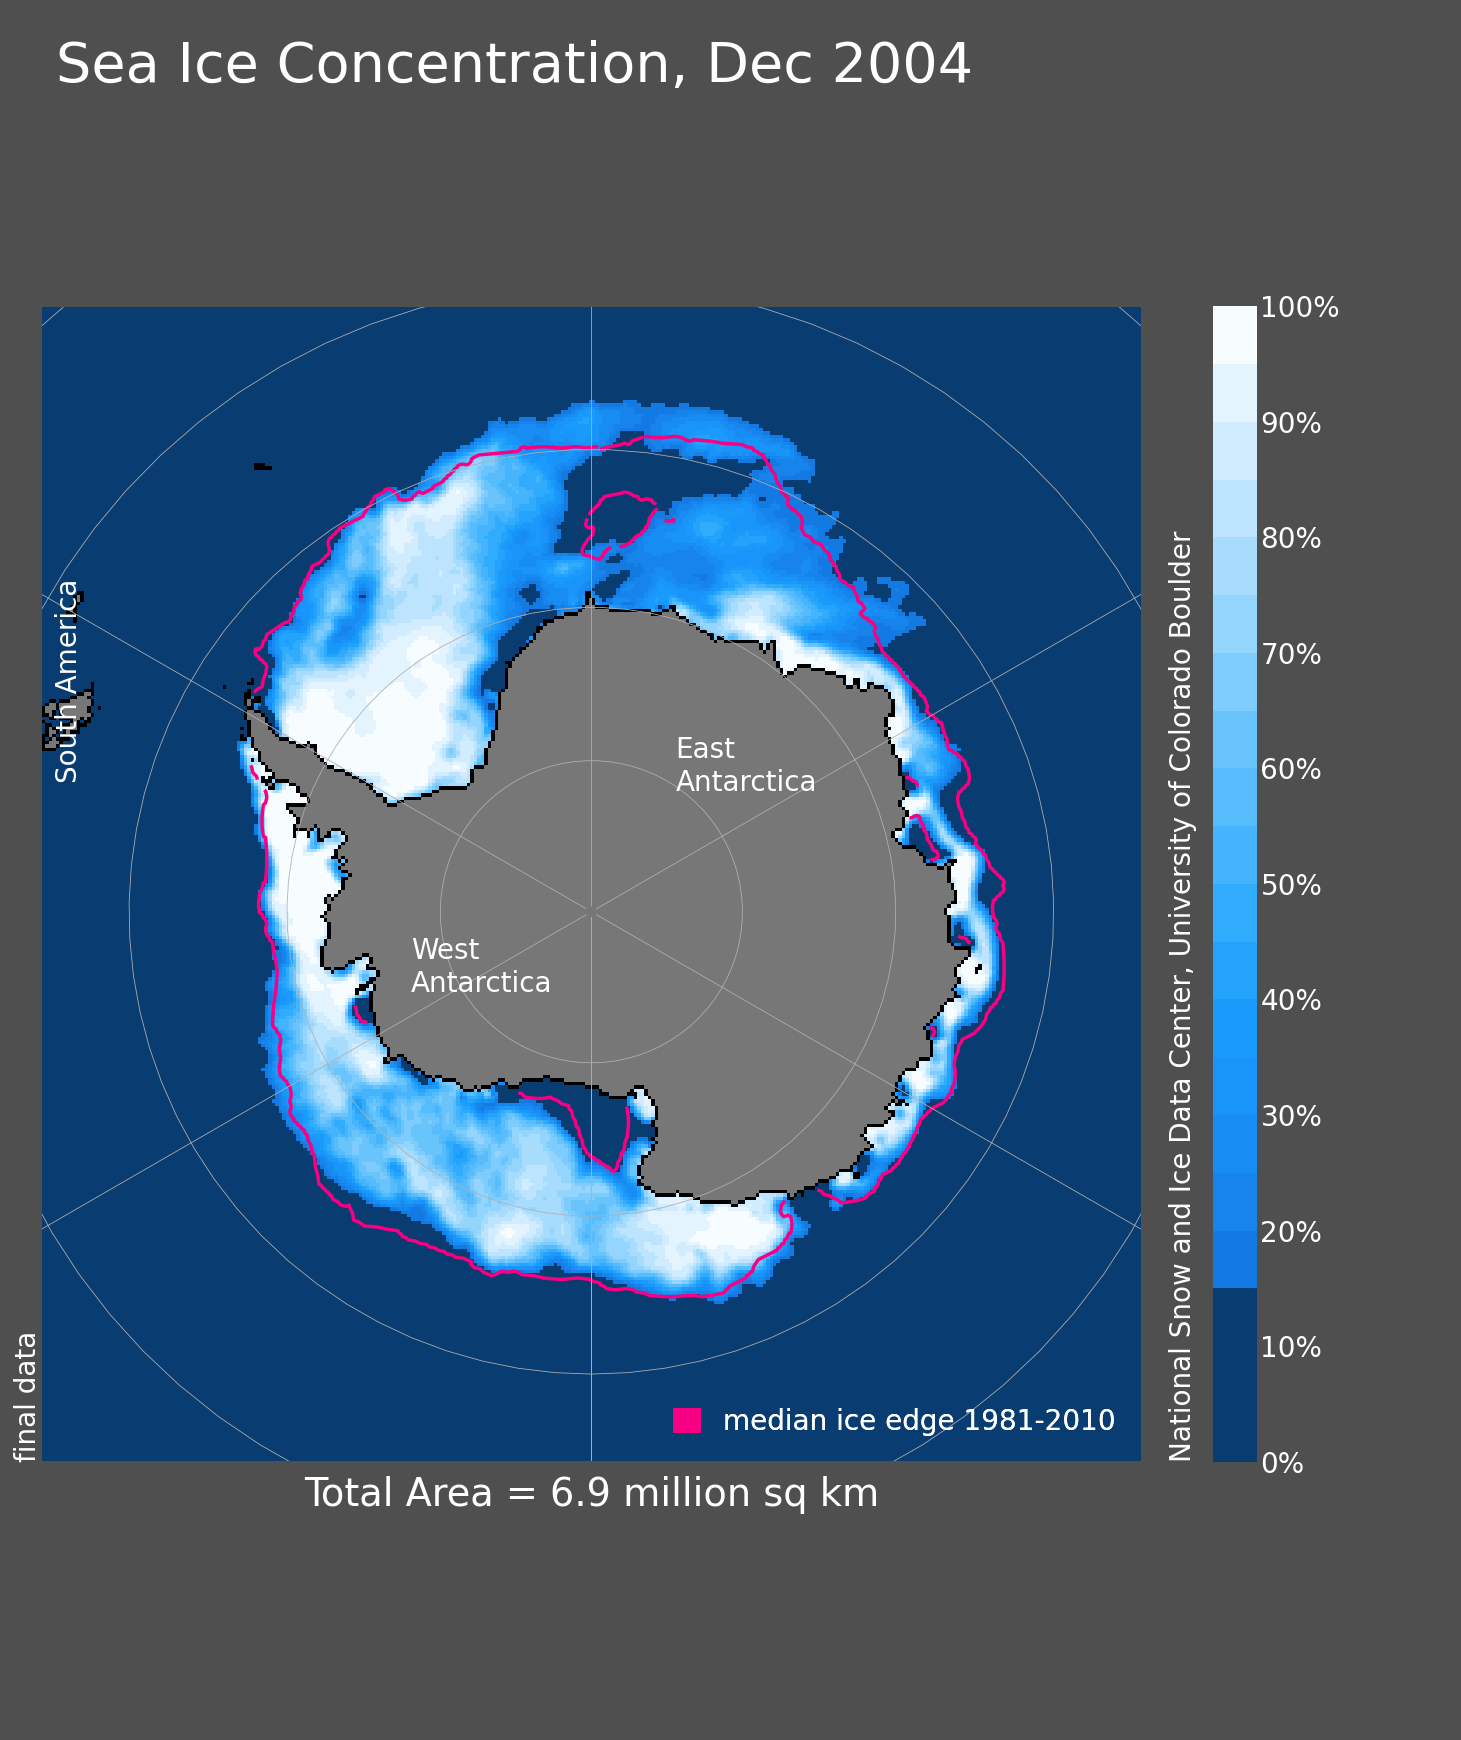 Sea Ice Concentration, Dec 2004
South America
East
Antarctica
West
Antarctica
median ice edge 1981-2010
final data
Total Area = 6.9 million sq km
National Snow and Ice Data Center, University of Colorado Boulder
100%
90%
80%
70%
60%
50%
40%
30%
20%
10%
0%